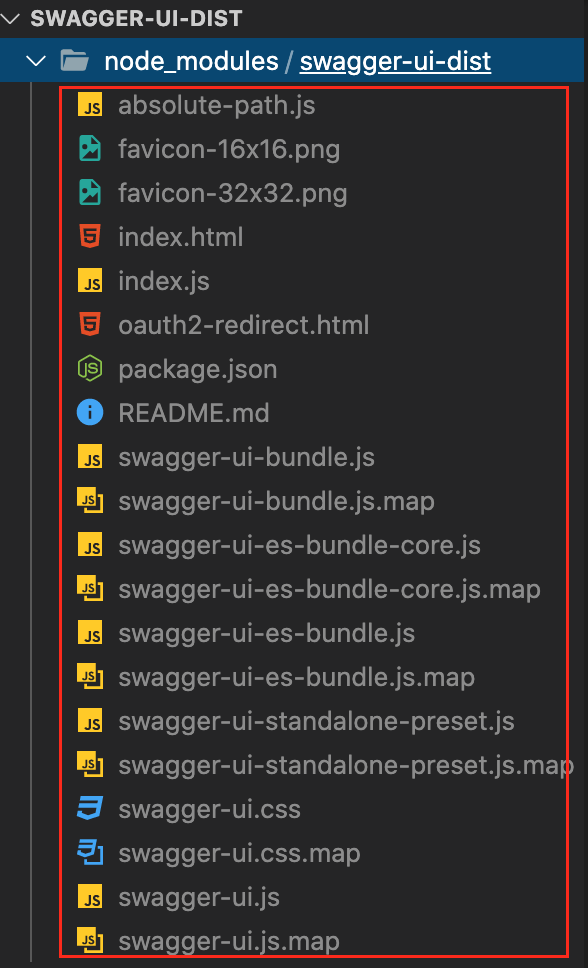 SWAGGER-UI-DIST
node_modules / swagger-ui-dist
absolute-path.js
favicon-16x16.png
favicon-32x32.png
index.html
index.js
oauth2-redirect.html
package.json
README.md
swagger-ui-bundle.js
swagger-ui-bundle.js.map
swagger-ui-es-bundle-core.js
swagger-ui-es-bundle-core.js.map
swagger-ui-es-bundle.js
swagger-ui-es-bundle.js.map
swagger-ui-standalone-preset.js
swagger-ui-standalone-preset.js.map
swagger-ui.css
swagger-ui.css.map
swagger-ui.js
swagger-ui.js.map